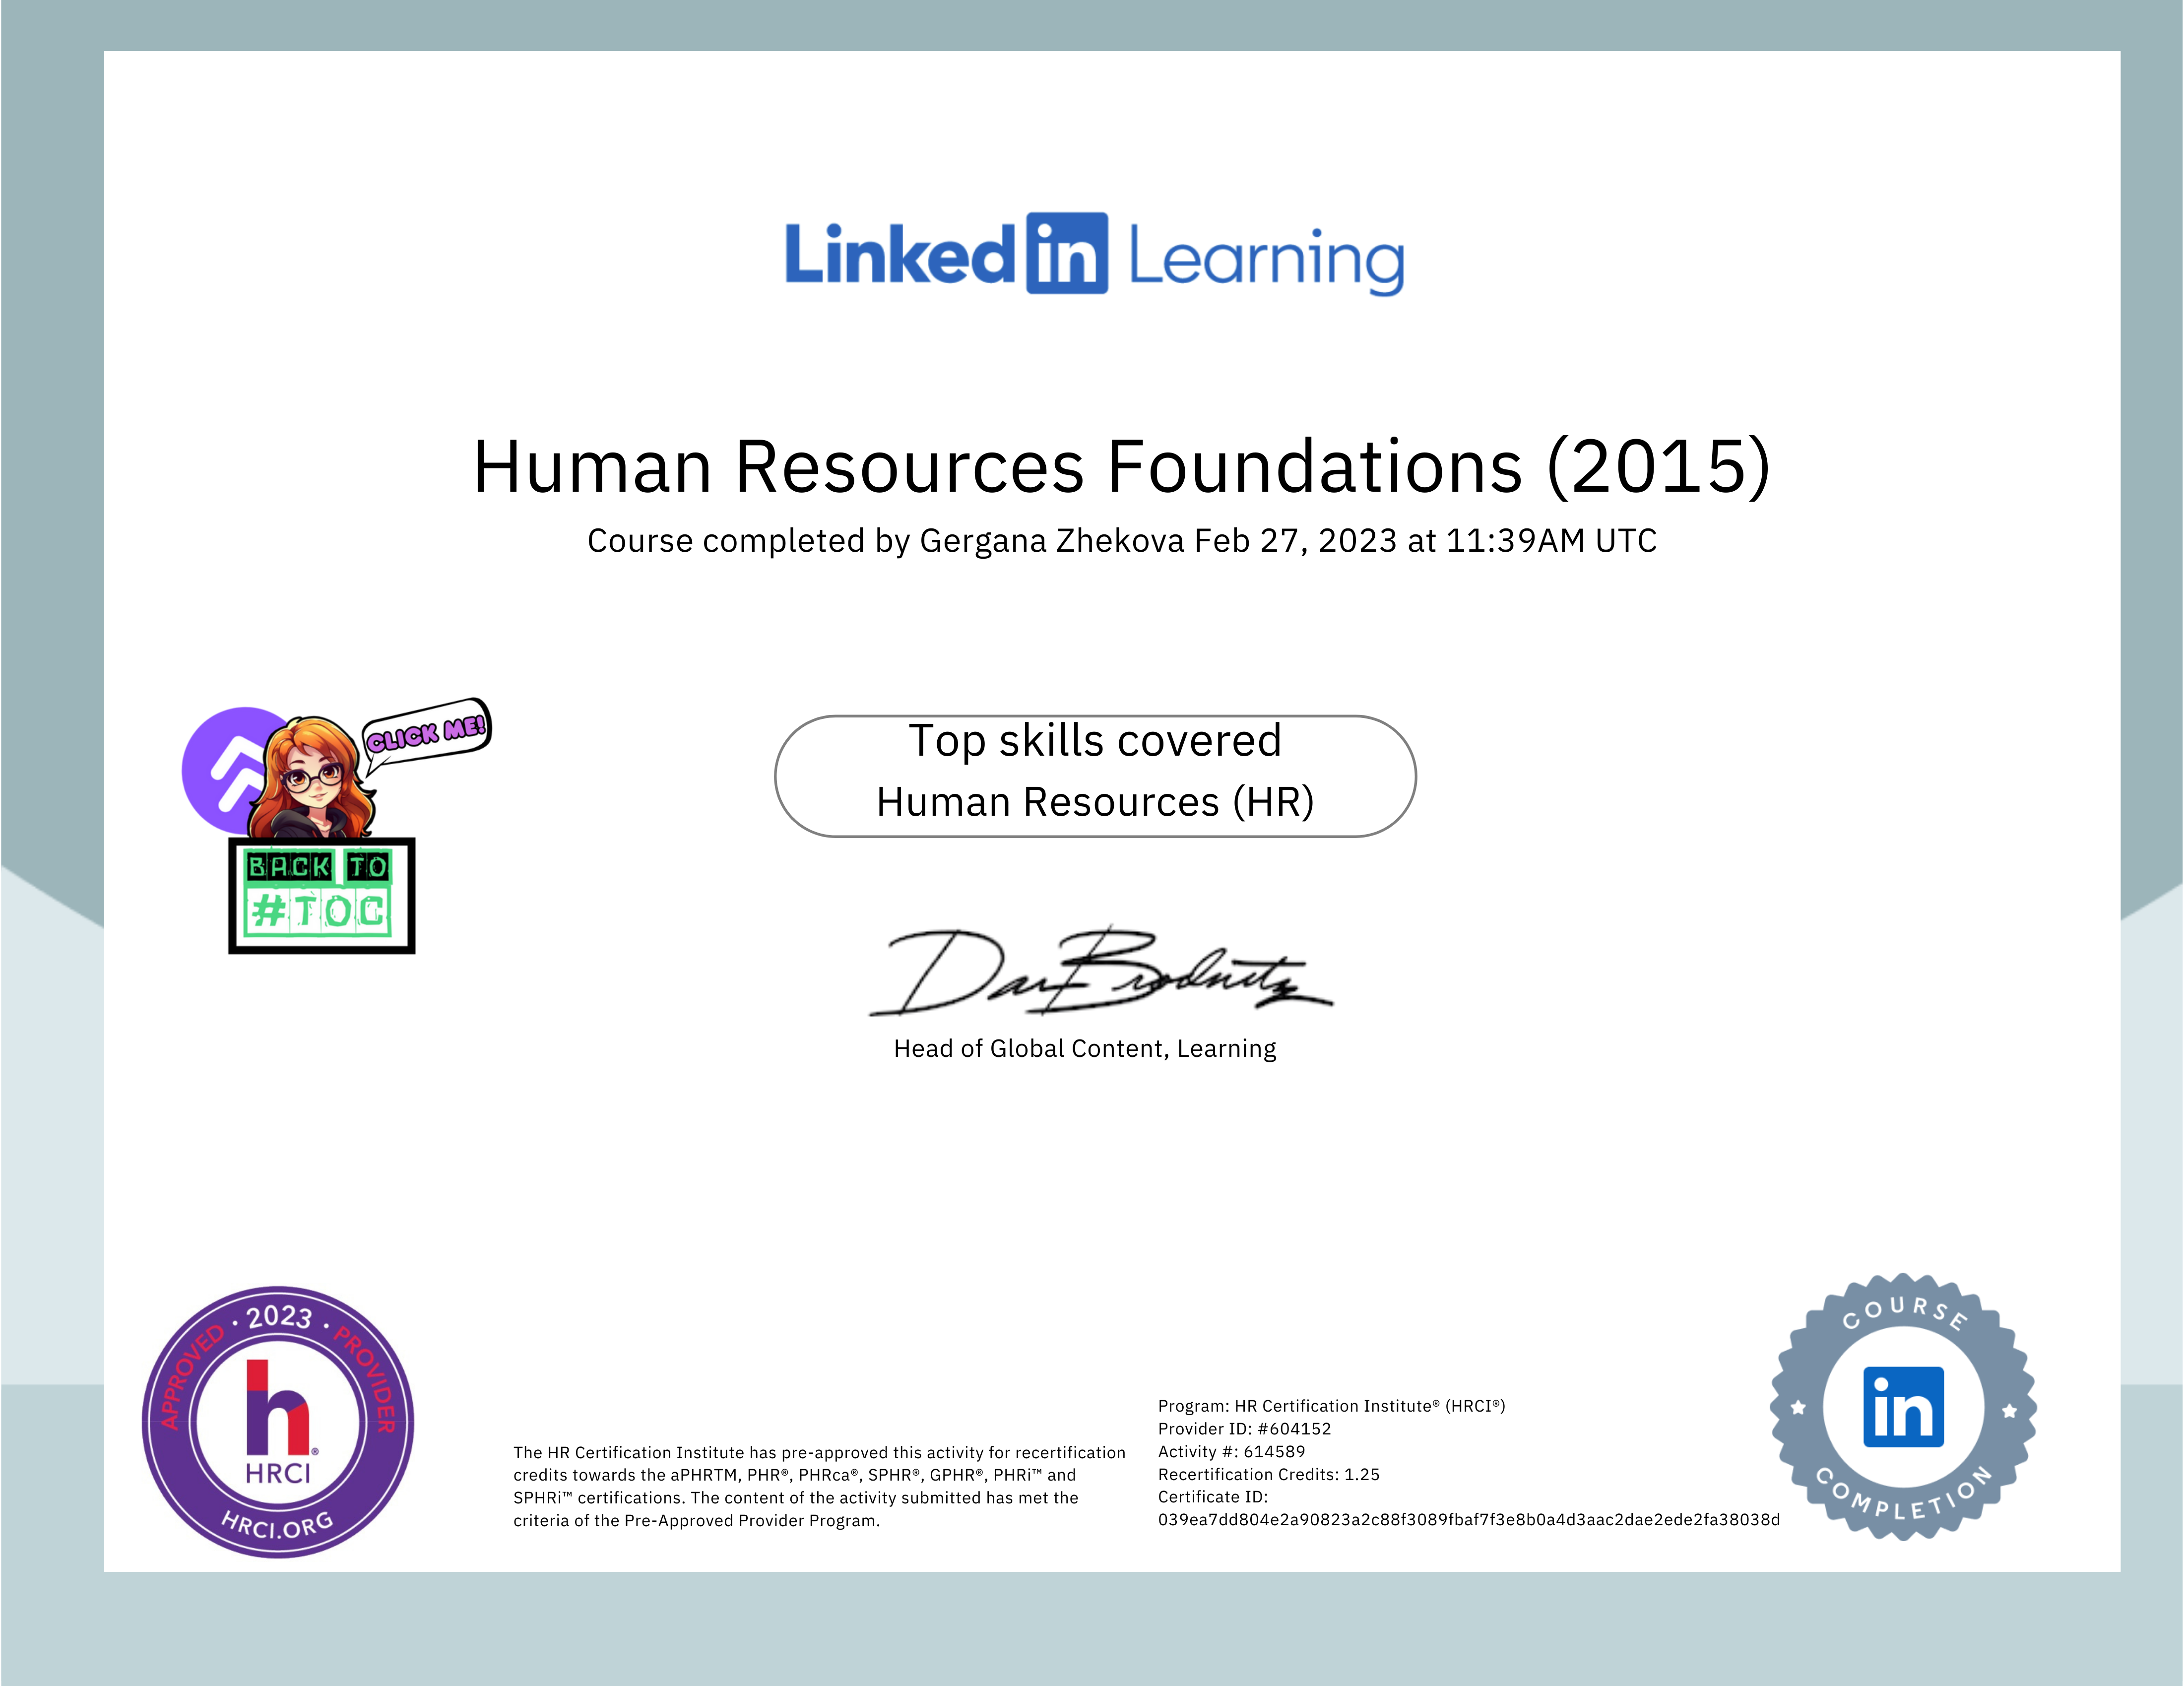 Linked in Learning
Human Resources Foundations (2015)
Course completed by Gergana Zhekova Feb 27, 2023 at 11:39AM UTC
CLICK ME!
BACK TO
#TOC
Top skills covered
Human Resources (HR)
Dan Brodnitz
Head of Global Content, Learning
APPROVED · 2023 · PROVIDER
h®
HRCI
HRCI.ORG
The HR Certification Institute has pre-approved this activity for recertification
credits towards the aPHRTM, PHR®, PHRca®, SPHR®, GPHR®, PHRi™ and
SPHRi™ certifications. The content of the activity submitted has met the
criteria of the Pre-Approved Provider Program.
Program: HR Certification Institute® (HRCI®)
Provider ID: #604152
Activity #: 614589
Recertification Credits: 1.25
Certificate ID:
039ea7dd804e2a90823a2c88f3089fbaf7f3e8b0a4d3aac2dae2ede2fa38038d
COURSE
in
COMPLETION